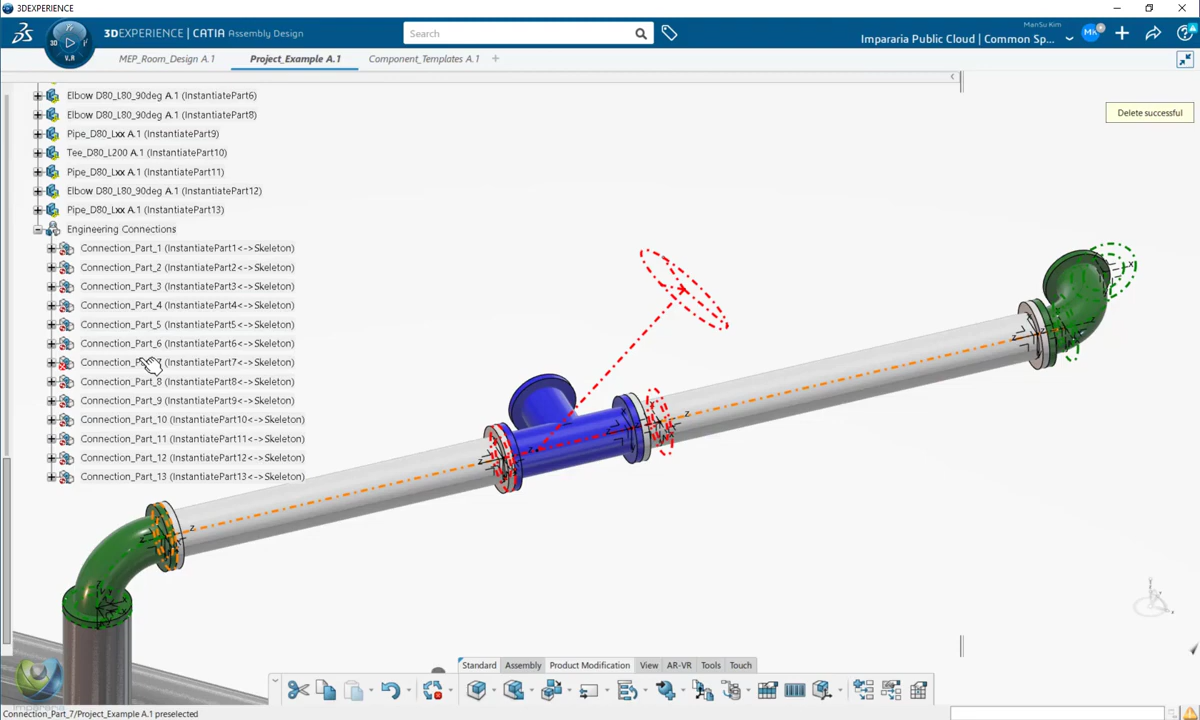 3DEXPERIENCE
3DEXPERIENCE | CATIA Assembly Design
Search
ManSu Kim
Impararia Public Cloud | Common Sp...
MEP_Room_Design A.1
Project_Example A.1
Component_Templates A.1
Delete successful
Elbow D80_L80_90deg A.1 (InstantiatePart6)
Elbow D80_L80_90deg A.1 (InstantiatePart8)
Pipe_D80_Lxx A.1 (InstantiatePart9)
Tee_D80_L200 A.1 (InstantiatePart10)
Pipe_D80_Lxx A.1 (InstantiatePart11)
Elbow D80_L80_90deg A.1 (InstantiatePart12)
Pipe_D80_Lxx A.1 (InstantiatePart13)
Engineering Connections
Connection_Part_1 (InstantiatePart1<->Skeleton)
Connection_Part_2 (InstantiatePart2<->Skeleton)
Connection_Part_3 (InstantiatePart3<->Skeleton)
Connection_Part_4 (InstantiatePart4<->Skeleton)
Connection_Part_5 (InstantiatePart5<->Skeleton)
Connection_Part_6 (InstantiatePart6<->Skeleton)
(InstantiatePart7<->Skeleton)
Connection_Part_8 (InstantiatePart8<->Skeleton)
Connection_Part_9 (InstantiatePart9<->Skeleton)
Connection_Part_10 (InstantiatePart10<->Skeleton)
Connection_Part_11 (InstantiatePart11<->Skeleton)
Connection_Part_12 (InstantiatePart12<->Skeleton)
Connection_Part_13 (InstantiatePart13<->Skeleton)
Standard Assembly Product Modification View AR-VR Tools Touch
Connection_Part_7/Project_Example A.1 preselected